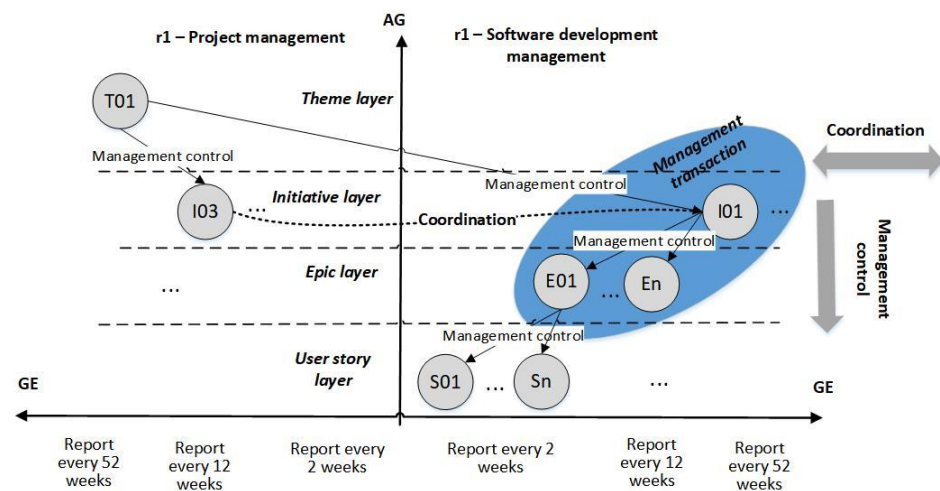 AG
r1 – Project management
r1 – Software development
management
T01
Theme layer
Management
transaction
Coordination
Management control
Management control
I03
...
Initiative layer
Coordination
I01
...
Management control
Management
control
Epic layer
...
E01
...
En
Management control
User story
layer
S01
...
Sn
...
GE
GE
Report
every 52
weeks
Report
every 12
weeks
Report every
2 weeks
Report every 2
weeks
Report
every 12
weeks
Report
every 52
weeks